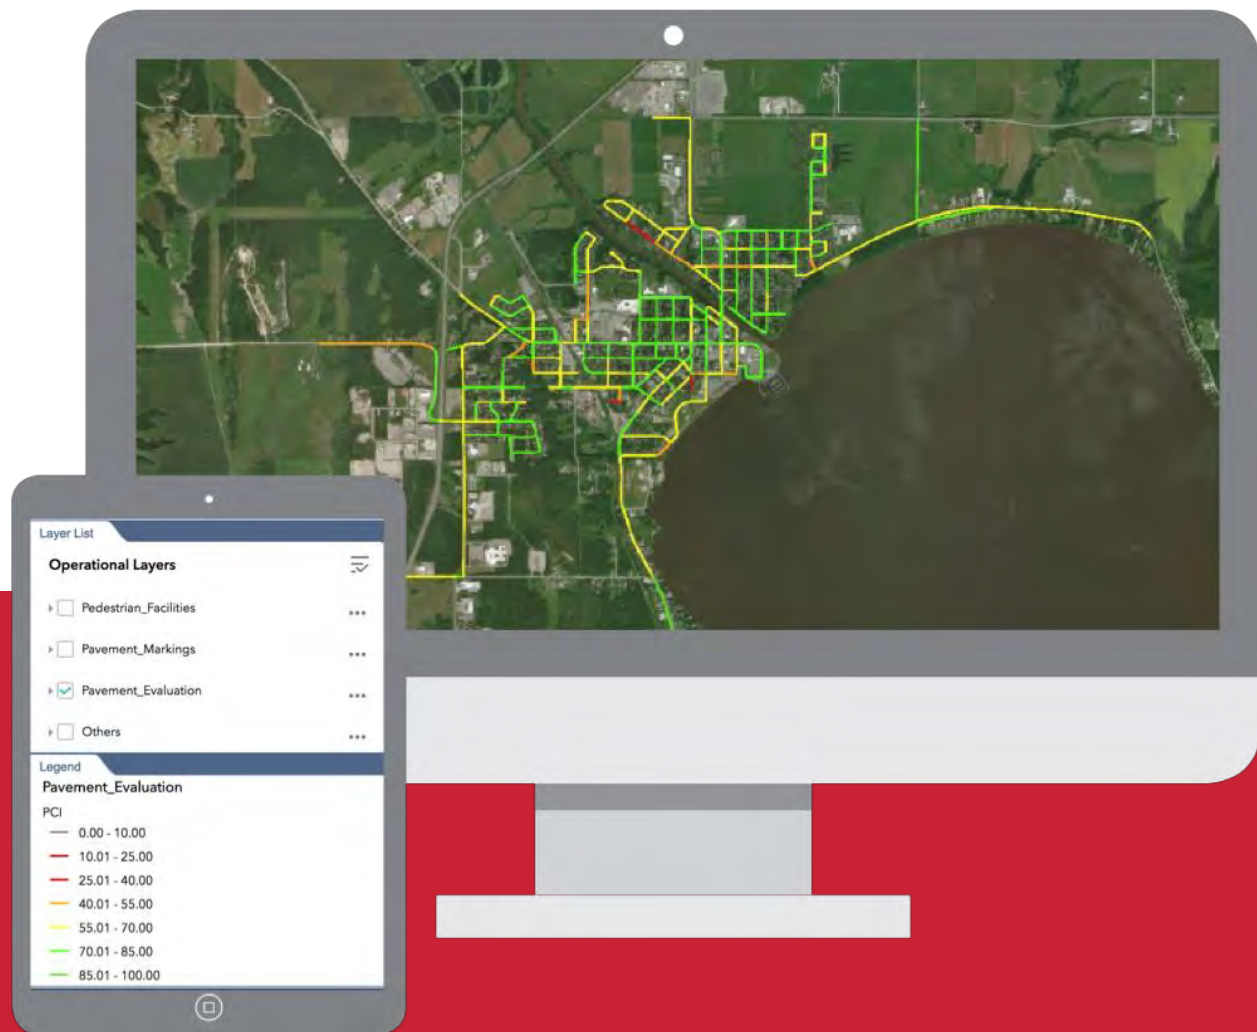 Layer List
Operational Layers
Pedestrian_Facilities
Pavement_Markings
Pavement_Evaluation
Others
Legend
Pavement_Evaluation
PCI
0.00 - 10.00
10.01 - 25.00
25.01 - 40.00
40.01 - 55.00
55.01 - 70.00
70.01 - 85.00
85.01 - 100.00